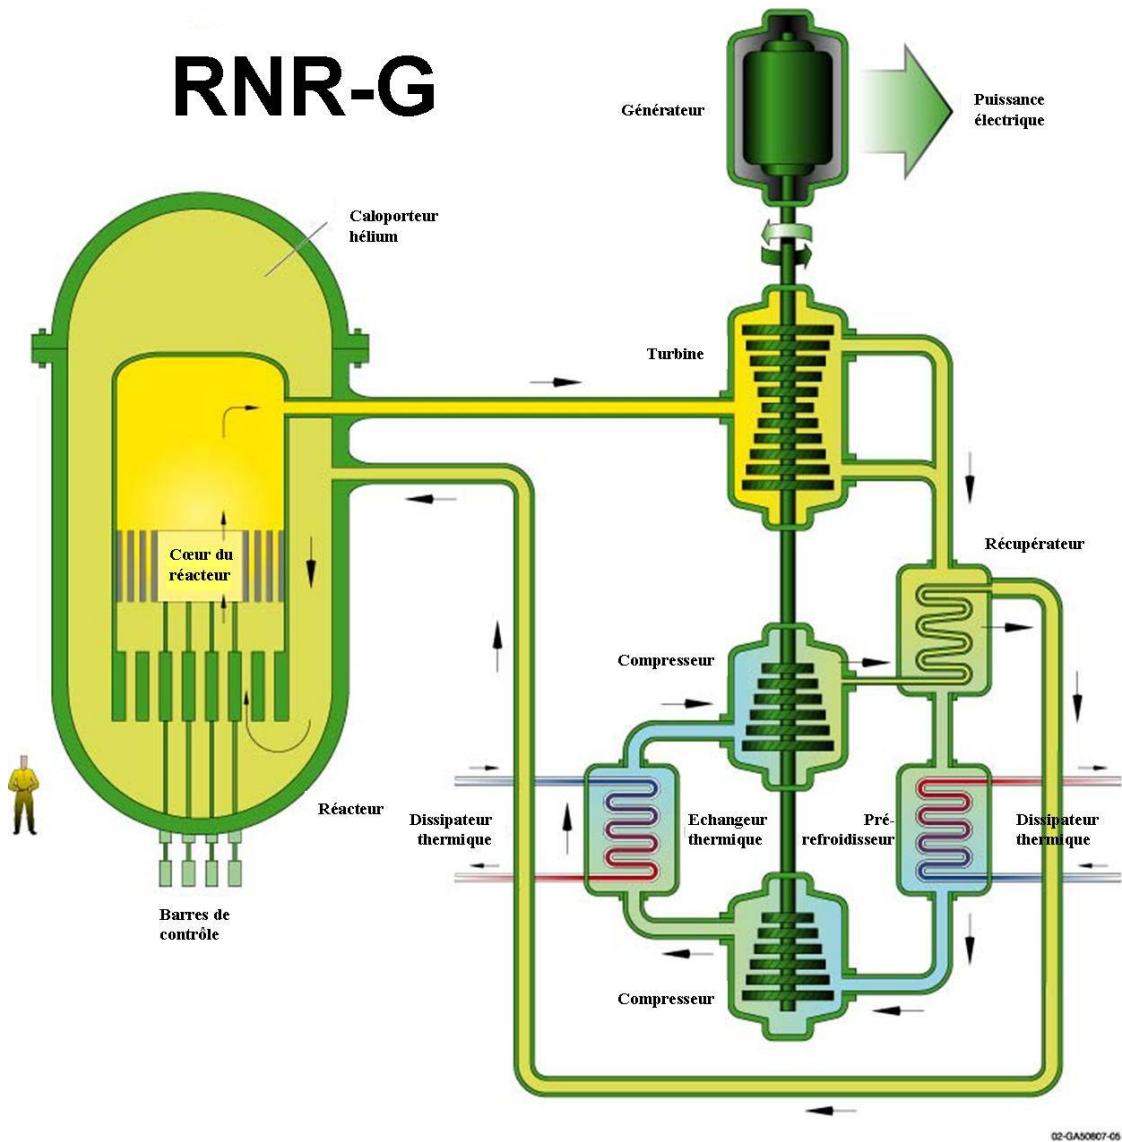 RNR-G
Générateur
Puissance
électrique
Caloporteur
hélium
Turbine
Récupérateur
Cœur du
réacteur
Compresseur
Réacteur
Dissipateur
thermique
Echangeur
thermique
Pré-
refroidisseur
Dissipateur
thermique
Barres de
contrôle
Compresseur
02-GA50807-05